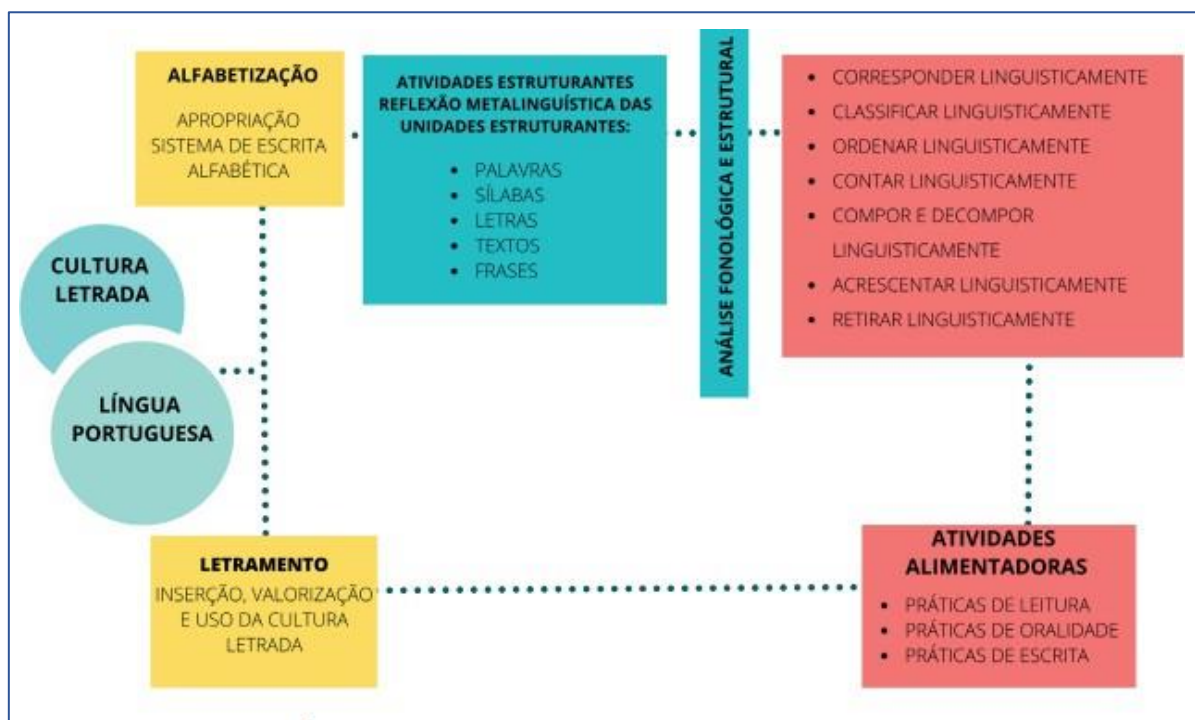 ALFABETIZAÇÃO
APROPRIAÇÃO
SISTEMA DE ESCRITA
ALFABÉTICA
ATIVIDADES ESTRUTURANTES
REFLEXÃO METALINGUÍSTICA DAS
UNIDADES ESTRUTURANTES:
• PALAVRAS
• SÍLABAS
• LETRAS
• TEXTOS
• FRASES
ANÁLISE FONOLÓGICA E ESTRUTURAL
• CORRESPONDER LINGUISTICAMENTE
• CLASSIFICAR LINGUISTICAMENTE
• ORDENAR LINGUISTICAMENTE
• CONTAR LINGUISTICAMENTE
• COMPOR E DECOMPOR
LINGUISTICAMENTE
• ACRESCENTAR LINGUISTICAMENTE
• RETIRAR LINGUISTICAMENTE
CULTURA
LETRADA
LÍNGUA
PORTUGUESA
LETRAMENTO
INSERÇÃO, VALORIZAÇÃO
E USO DA CULTURA
LETRADA
ATIVIDADES
ALIMENTADORAS
• PRÁTICAS DE LEITURA
• PRÁTICAS DE ORALIDADE
• PRÁTICAS DE ESCRITA